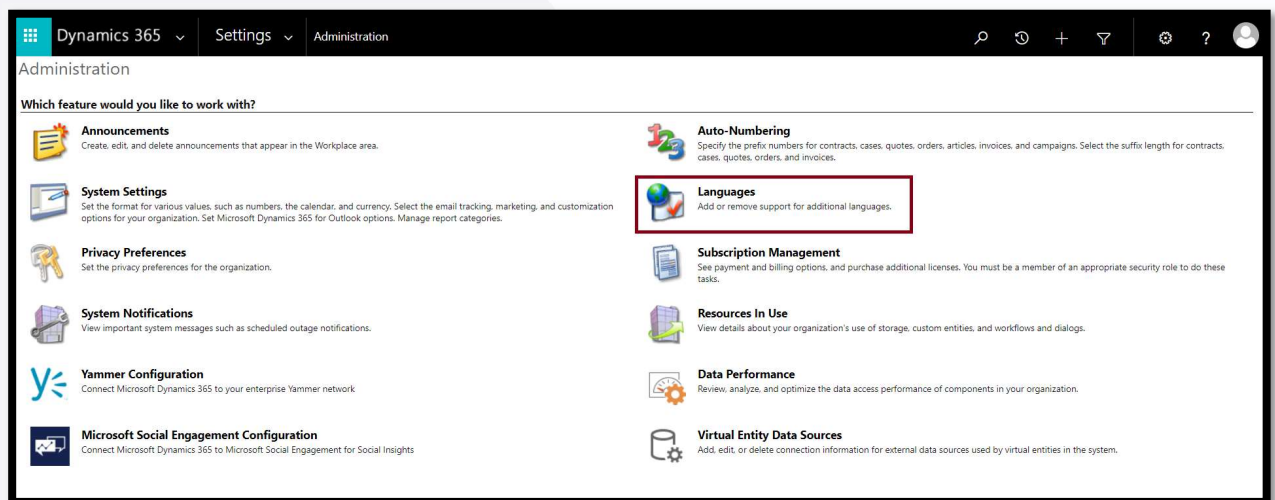 Dynamics 365 Settings Administration ?
Administration
Which feature would you like to work with?
Announcements
Create, edit, and delete announcements that appear in the Workplace area.
Auto-Numbering
Specify the prefix numbers for contracts, cases, quotes, orders, articles, invoices, and campaigns. Select the suffix length for contracts,
cases, quotes, orders, and invoices.
System Settings
Set the format for various values, such as numbers, the calendar, and currency. Select the email tracking, marketing, and customization
options for your organization. Set Microsoft Dynamics 365 for Outlook options. Manage report categories.
Languages
Add or remove support for additional languages.
Privacy Preferences
Set the privacy preferences for the organization.
Subscription Management
See payment and billing options, and purchase additional licenses. You must be a member of an appropriate security role to do these
tasks.
System Notifications
View important system messages such as scheduled outage notifications.
Resources In Use
View details about your organization's use of storage, custom entities, and workflows and dialogs.
Yammer Configuration
Connect Microsoft Dynamics 365 to your enterprise Yammer network
Data Performance
Review, analyze, and optimize the data access performance of components in your organization.
Microsoft Social Engagement Configuration
Connect Microsoft Dynamics 365 to Microsoft Social Engagement for Social Insights
Virtual Entity Data Sources
Add, edit, or delete connection information for external data sources used by virtual entities in the system.